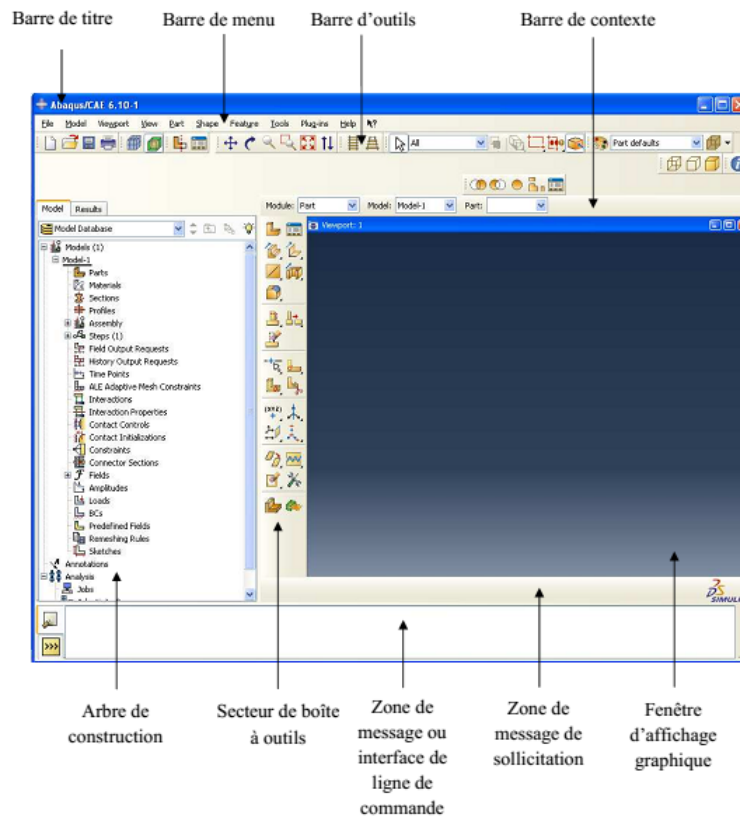 Barre de titre Barre de menu Barre d'outils Barre de contexte
Abaqus/CAE 6.10-1
File Model Viewport View Part Shape Feature Tools Plug-ins Help
All Part defaults
Model Results
Module: Part Model: Model-1 Part:
Model Database
Viewport: 1
Models (1)
Model-1
Parts
Materials
Sections
Profiles
Assembly
Steps (1)
Field Output Requests
History Output Requests
Time Points
ALE Adaptive Mesh Constraints
Interactions
Interaction Properties
Contact Controls
Contact Initializations
Constraints
Connector Sections
Fields
Amplitudes
Loads
BCs
Predefined Fields
Remeshing Rules
Sketches
Annotations
Analysis
Jobs
(XYZ)
>>>
Arbre de
construction
Secteur de boîte
à outils
Zone de
message ou
interface de
ligne de
commande
Zone de
message de
sollicitation
Fenêtre
d'affichage
graphique